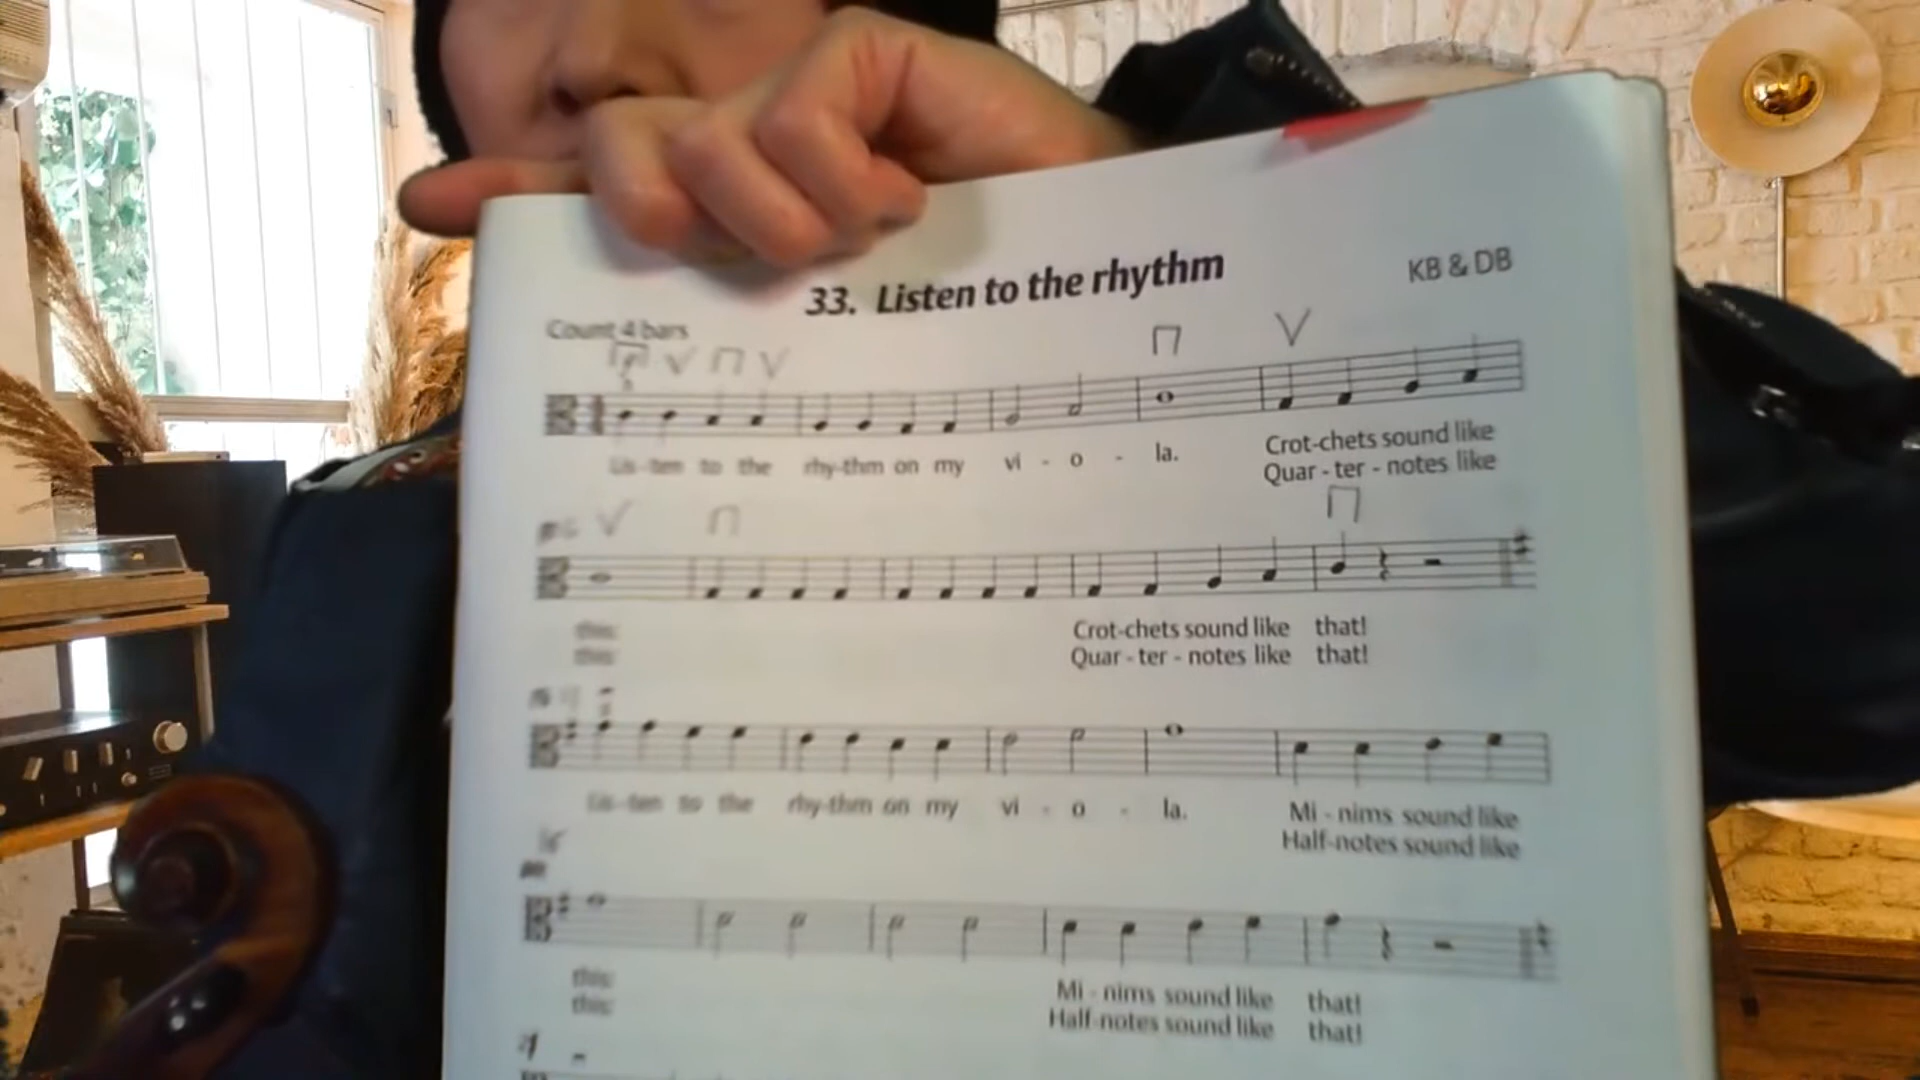 33. Listen to the rhythm
KB & DB
Count 4 bars
Lis-ten to the rhy-thm on my vi - o - la. Crot-chets sound like
Quar-ter-notes like
this: Crot-chets sound like that!
this: Quar-ter-notes like that!
Lis-ten to the rhy-thm on my vi - o - la. Mi-nims sound like
Half-notes sound like
this: Mi-nims sound like that!
this: Half-notes sound like that!